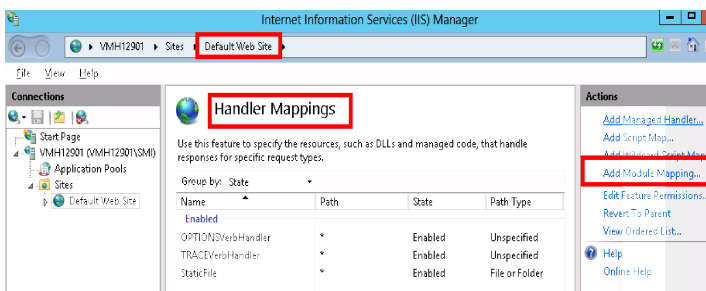 Internet Information Services (IIS) Manager
VMH12901 Sites Default Web Site
File View Help
Connections
Start Page
VMH12901 (VMH12901\SMI)
Application Pools
Sites
Default Web Site
Handler Mappings
Use this feature to specify the resources, such as DLLs and managed code, that handle
responses for specific request types.
Group by: State
Name Path State Path Type
Enabled
OPTIONSVerbHandler * Enabled Unspecified
TRACEVerbHandler * Enabled Unspecified
StaticFile * Enabled File or Folder
Actions
Add Managed Handler...
Add Script Map...
Add Wildcard Script Map
Add Module Mapping...
Edit Feature Permissions..
Revert To Parent
View Ordered List...
Help
Online Help